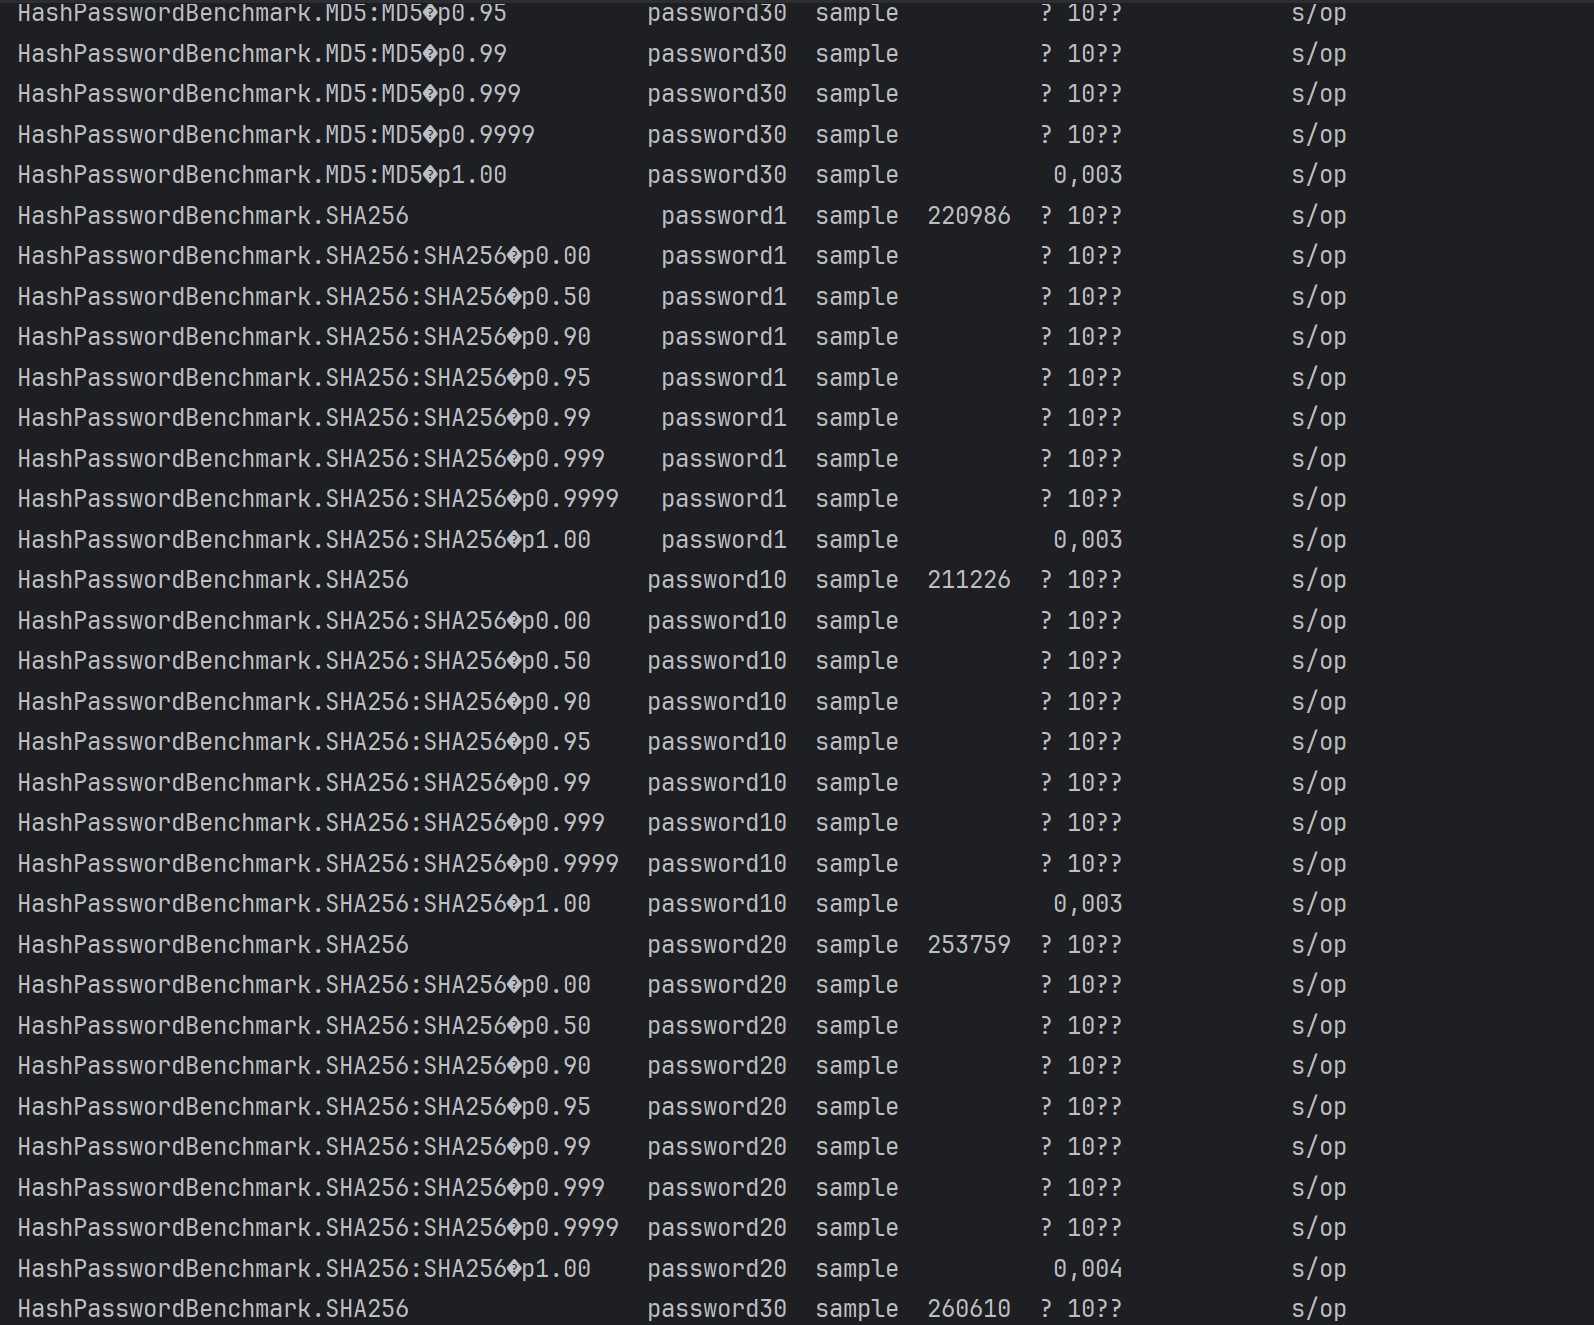 HashPasswordBenchmark.MD5:MD5�p0.95 password30 sample ? 10?? s/op
HashPasswordBenchmark.MD5:MD5�p0.99 password30 sample ? 10?? s/op
HashPasswordBenchmark.MD5:MD5�p0.999 password30 sample ? 10?? s/op
HashPasswordBenchmark.MD5:MD5�p0.9999 password30 sample ? 10?? s/op
HashPasswordBenchmark.MD5:MD5�p1.00 password30 sample 0,003 s/op
HashPasswordBenchmark.SHA256 password1 sample 220986 ? 10?? s/op
HashPasswordBenchmark.SHA256:SHA256�p0.00 password1 sample ? 10?? s/op
HashPasswordBenchmark.SHA256:SHA256�p0.50 password1 sample ? 10?? s/op
HashPasswordBenchmark.SHA256:SHA256�p0.90 password1 sample ? 10?? s/op
HashPasswordBenchmark.SHA256:SHA256�p0.95 password1 sample ? 10?? s/op
HashPasswordBenchmark.SHA256:SHA256�p0.99 password1 sample ? 10?? s/op
HashPasswordBenchmark.SHA256:SHA256�p0.999 password1 sample ? 10?? s/op
HashPasswordBenchmark.SHA256:SHA256�p0.9999 password1 sample ? 10?? s/op
HashPasswordBenchmark.SHA256:SHA256�p1.00 password1 sample 0,003 s/op
HashPasswordBenchmark.SHA256 password10 sample 211226 ? 10?? s/op
HashPasswordBenchmark.SHA256:SHA256�p0.00 password10 sample ? 10?? s/op
HashPasswordBenchmark.SHA256:SHA256�p0.50 password10 sample ? 10?? s/op
HashPasswordBenchmark.SHA256:SHA256�p0.90 password10 sample ? 10?? s/op
HashPasswordBenchmark.SHA256:SHA256�p0.95 password10 sample ? 10?? s/op
HashPasswordBenchmark.SHA256:SHA256�p0.99 password10 sample ? 10?? s/op
HashPasswordBenchmark.SHA256:SHA256�p0.999 password10 sample ? 10?? s/op
HashPasswordBenchmark.SHA256:SHA256�p0.9999 password10 sample ? 10?? s/op
HashPasswordBenchmark.SHA256:SHA256�p1.00 password10 sample 0,003 s/op
HashPasswordBenchmark.SHA256 password20 sample 253759 ? 10?? s/op
HashPasswordBenchmark.SHA256:SHA256�p0.00 password20 sample ? 10?? s/op
HashPasswordBenchmark.SHA256:SHA256�p0.50 password20 sample ? 10?? s/op
HashPasswordBenchmark.SHA256:SHA256�p0.90 password20 sample ? 10?? s/op
HashPasswordBenchmark.SHA256:SHA256�p0.95 password20 sample ? 10?? s/op
HashPasswordBenchmark.SHA256:SHA256�p0.99 password20 sample ? 10?? s/op
HashPasswordBenchmark.SHA256:SHA256�p0.999 password20 sample ? 10?? s/op
HashPasswordBenchmark.SHA256:SHA256�p0.9999 password20 sample ? 10?? s/op
HashPasswordBenchmark.SHA256:SHA256�p1.00 password20 sample 0,004 s/op
HashPasswordBenchmark.SHA256 password30 sample 260610 ? 10?? s/op